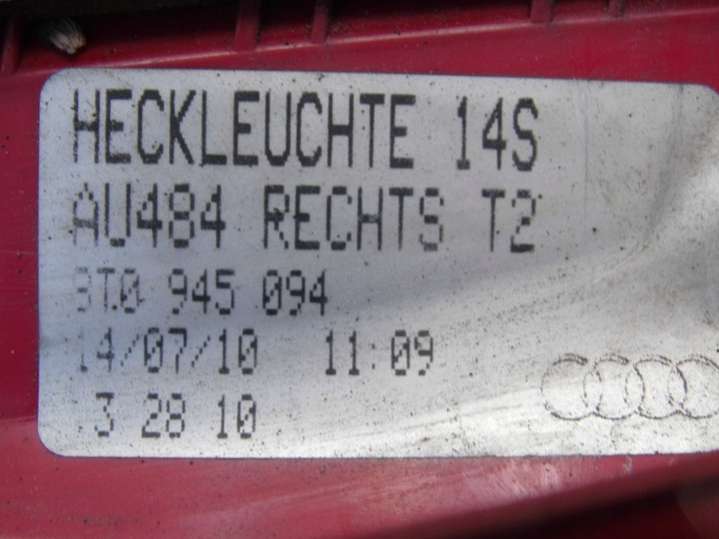 HECKLEUCHTE 14S
AU484 RECHTS T2
8T0 945 094
14/07/10 11:09
3 28 10